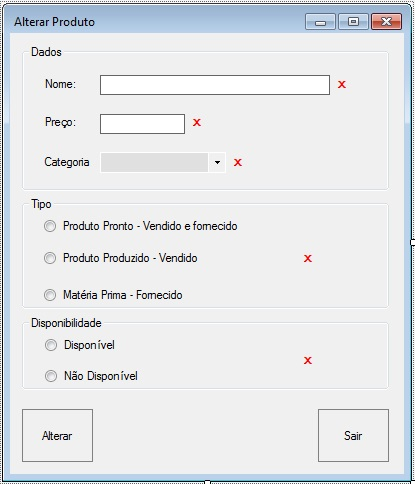 Alterar Produto
Dados
Nome: x
Preço: x
Categoria x
Tipo
Produto Pronto - Vendido e fornecido
Produto Produzido - Vendido x
Matéria Prima - Fornecido
Disponibilidade
Disponível
x
Não Disponível
Alterar Sair